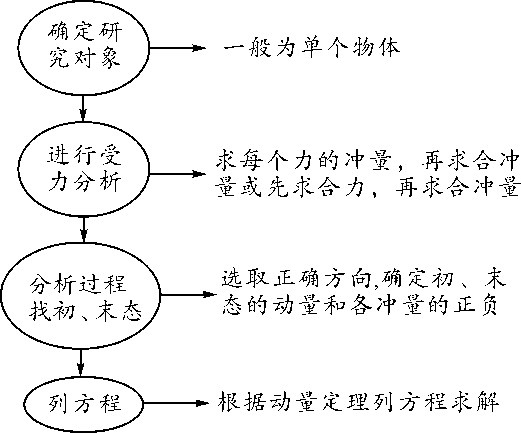 确定研
究对象
一般为单个物体
进行受
力分析
求每个力的冲量，再求合冲
量或先求合力，再求合冲量
分析过程
找初、末态
选取正确方向,确定初、末
态的动量和各冲量的正负
列方程
根据动量定理列方程求解